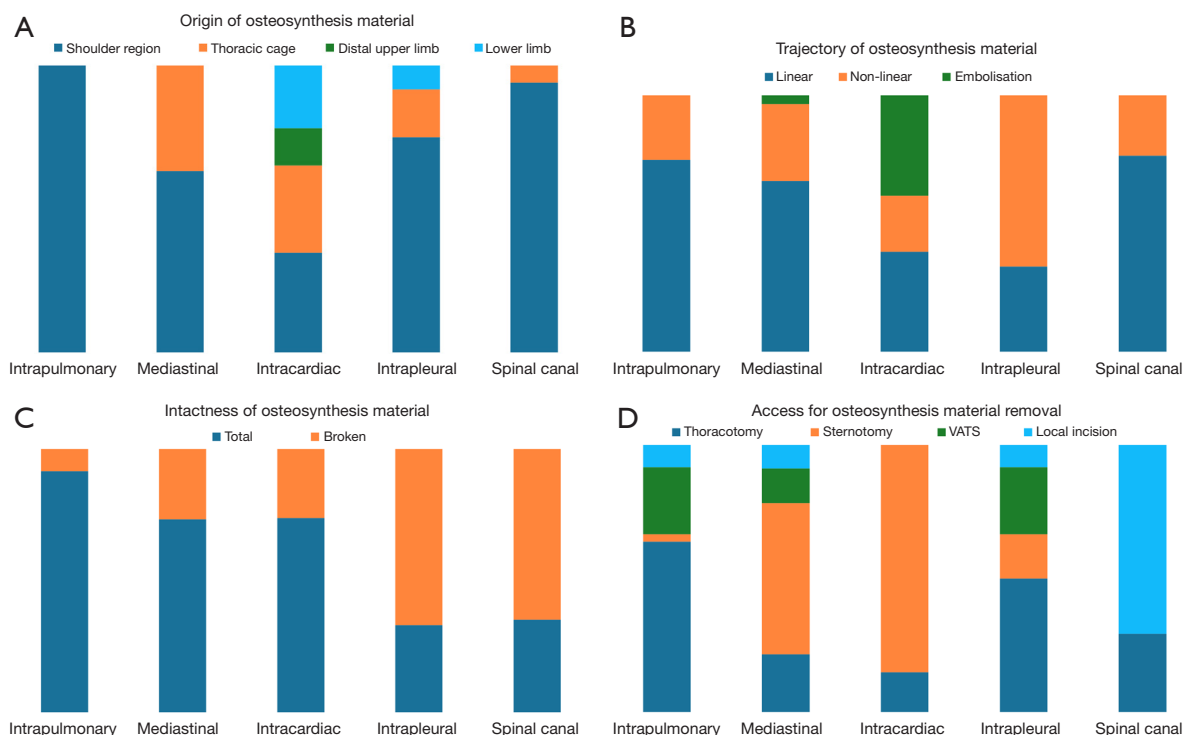 A
Origin of osteosynthesis material
Shoulder region Thoracic cage Distal upper limb Lower limb
Intrapulmonary Mediastinal Intracardiac Intrapleural Spinal canal
B
Trajectory of osteosynthesis material
Linear Non-linear Embolisation
Intrapulmonary Mediastinal Intracardiac Intrapleural Spinal canal
C
Intactness of osteosynthesis material
Total Broken
Intrapulmonary Mediastinal Intracardiac Intrapleural Spinal canal
D
Access for osteosynthesis material removal
Thoracotomy Sternotomy VATS Local incision
Intrapulmonary Mediastinal Intracardiac Intrapleural Spinal canal